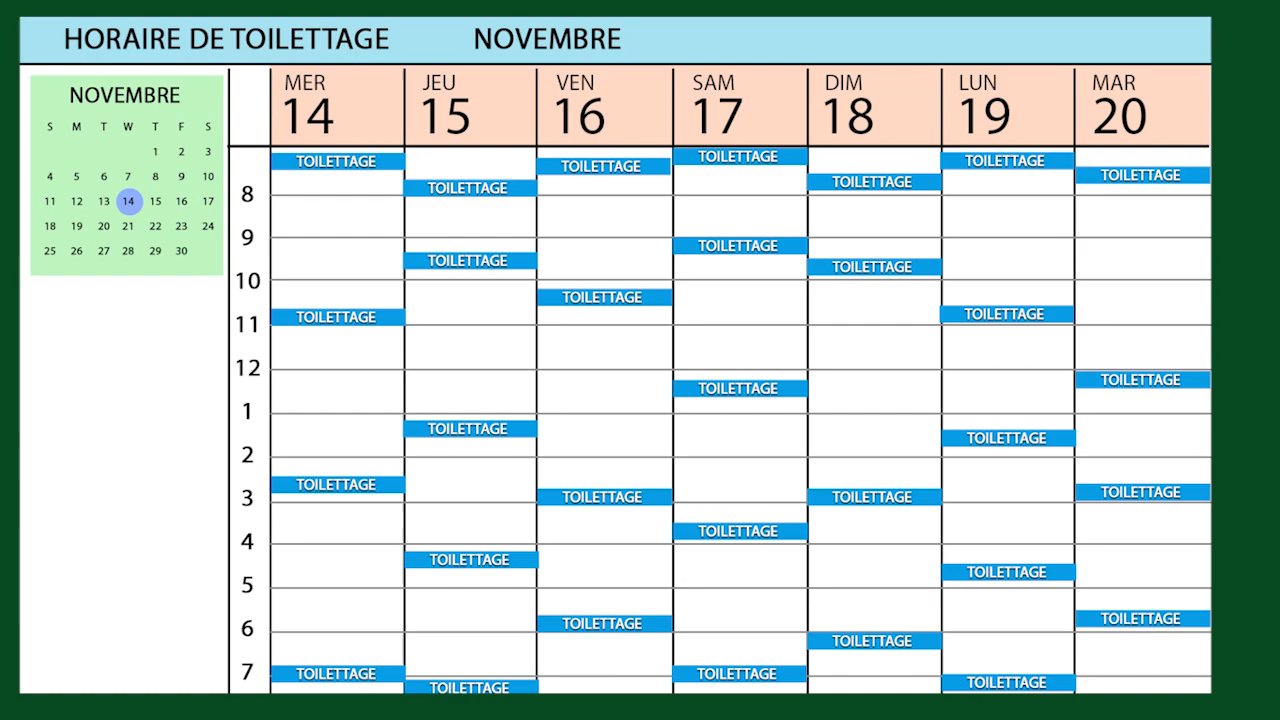 HORAIRE DE TOILETTAGE NOVEMBRE
NOVEMBRE
S M T W T F S
1 2 3
4 5 6 7 8 9 10
11 12 13 14 15 16 17
18 19 20 21 22 23 24
25 26 27 28 29 30
MER JEU VEN SAM DIM LUN MAR
14 15 16 17 18 19 20
TOILETTAGE TOILETTAGE TOILETTAGE TOILETTAGE TOILETTAGE TOILETTAGE TOILETTAGE
8
9
TOILETTAGE TOILETTAGE TOILETTAGE TOILETTAGE
10
TOILETTAGE TOILETTAGE TOILETTAGE
11
12
TOILETTAGE TOILETTAGE
1
TOILETTAGE TOILETTAGE
2
TOILETTAGE TOILETTAGE TOILETTAGE TOILETTAGE
3
TOILETTAGE
4
TOILETTAGE TOILETTAGE
5
TOILETTAGE TOILETTAGE
6
TOILETTAGE
7
TOILETTAGE TOILETTAGE TOILETTAGE TOILETTAGE